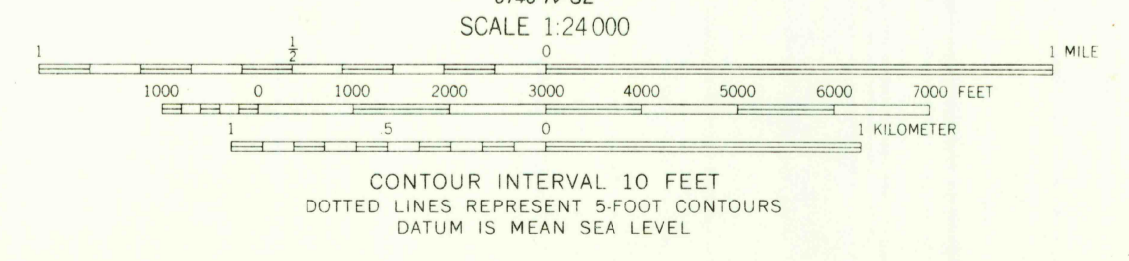 SCALE 1:24 000
1 1/2 0 1 MILE
1000 0 1000 2000 3000 4000 5000 6000 7000 FEET
1 .5 0 1 KILOMETER
CONTOUR INTERVAL 10 FEET
DOTTED LINES REPRESENT 5-FOOT CONTOURS
DATUM IS MEAN SEA LEVEL